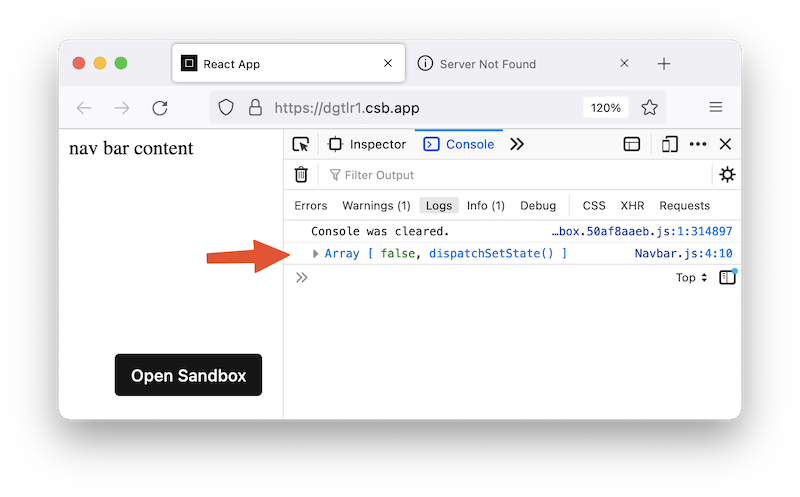 React App
Server Not Found
https://dgtlr1.csb.app
120%
nav bar content
Inspector
Console
Filter Output
Errors Warnings (1) Logs Info (1) Debug CSS XHR Requests
Console was cleared. …box.50af8aaeb.js:1:314897
Array [ false, dispatchSetState() ] Navbar.js:4:10
Top
Open Sandbox